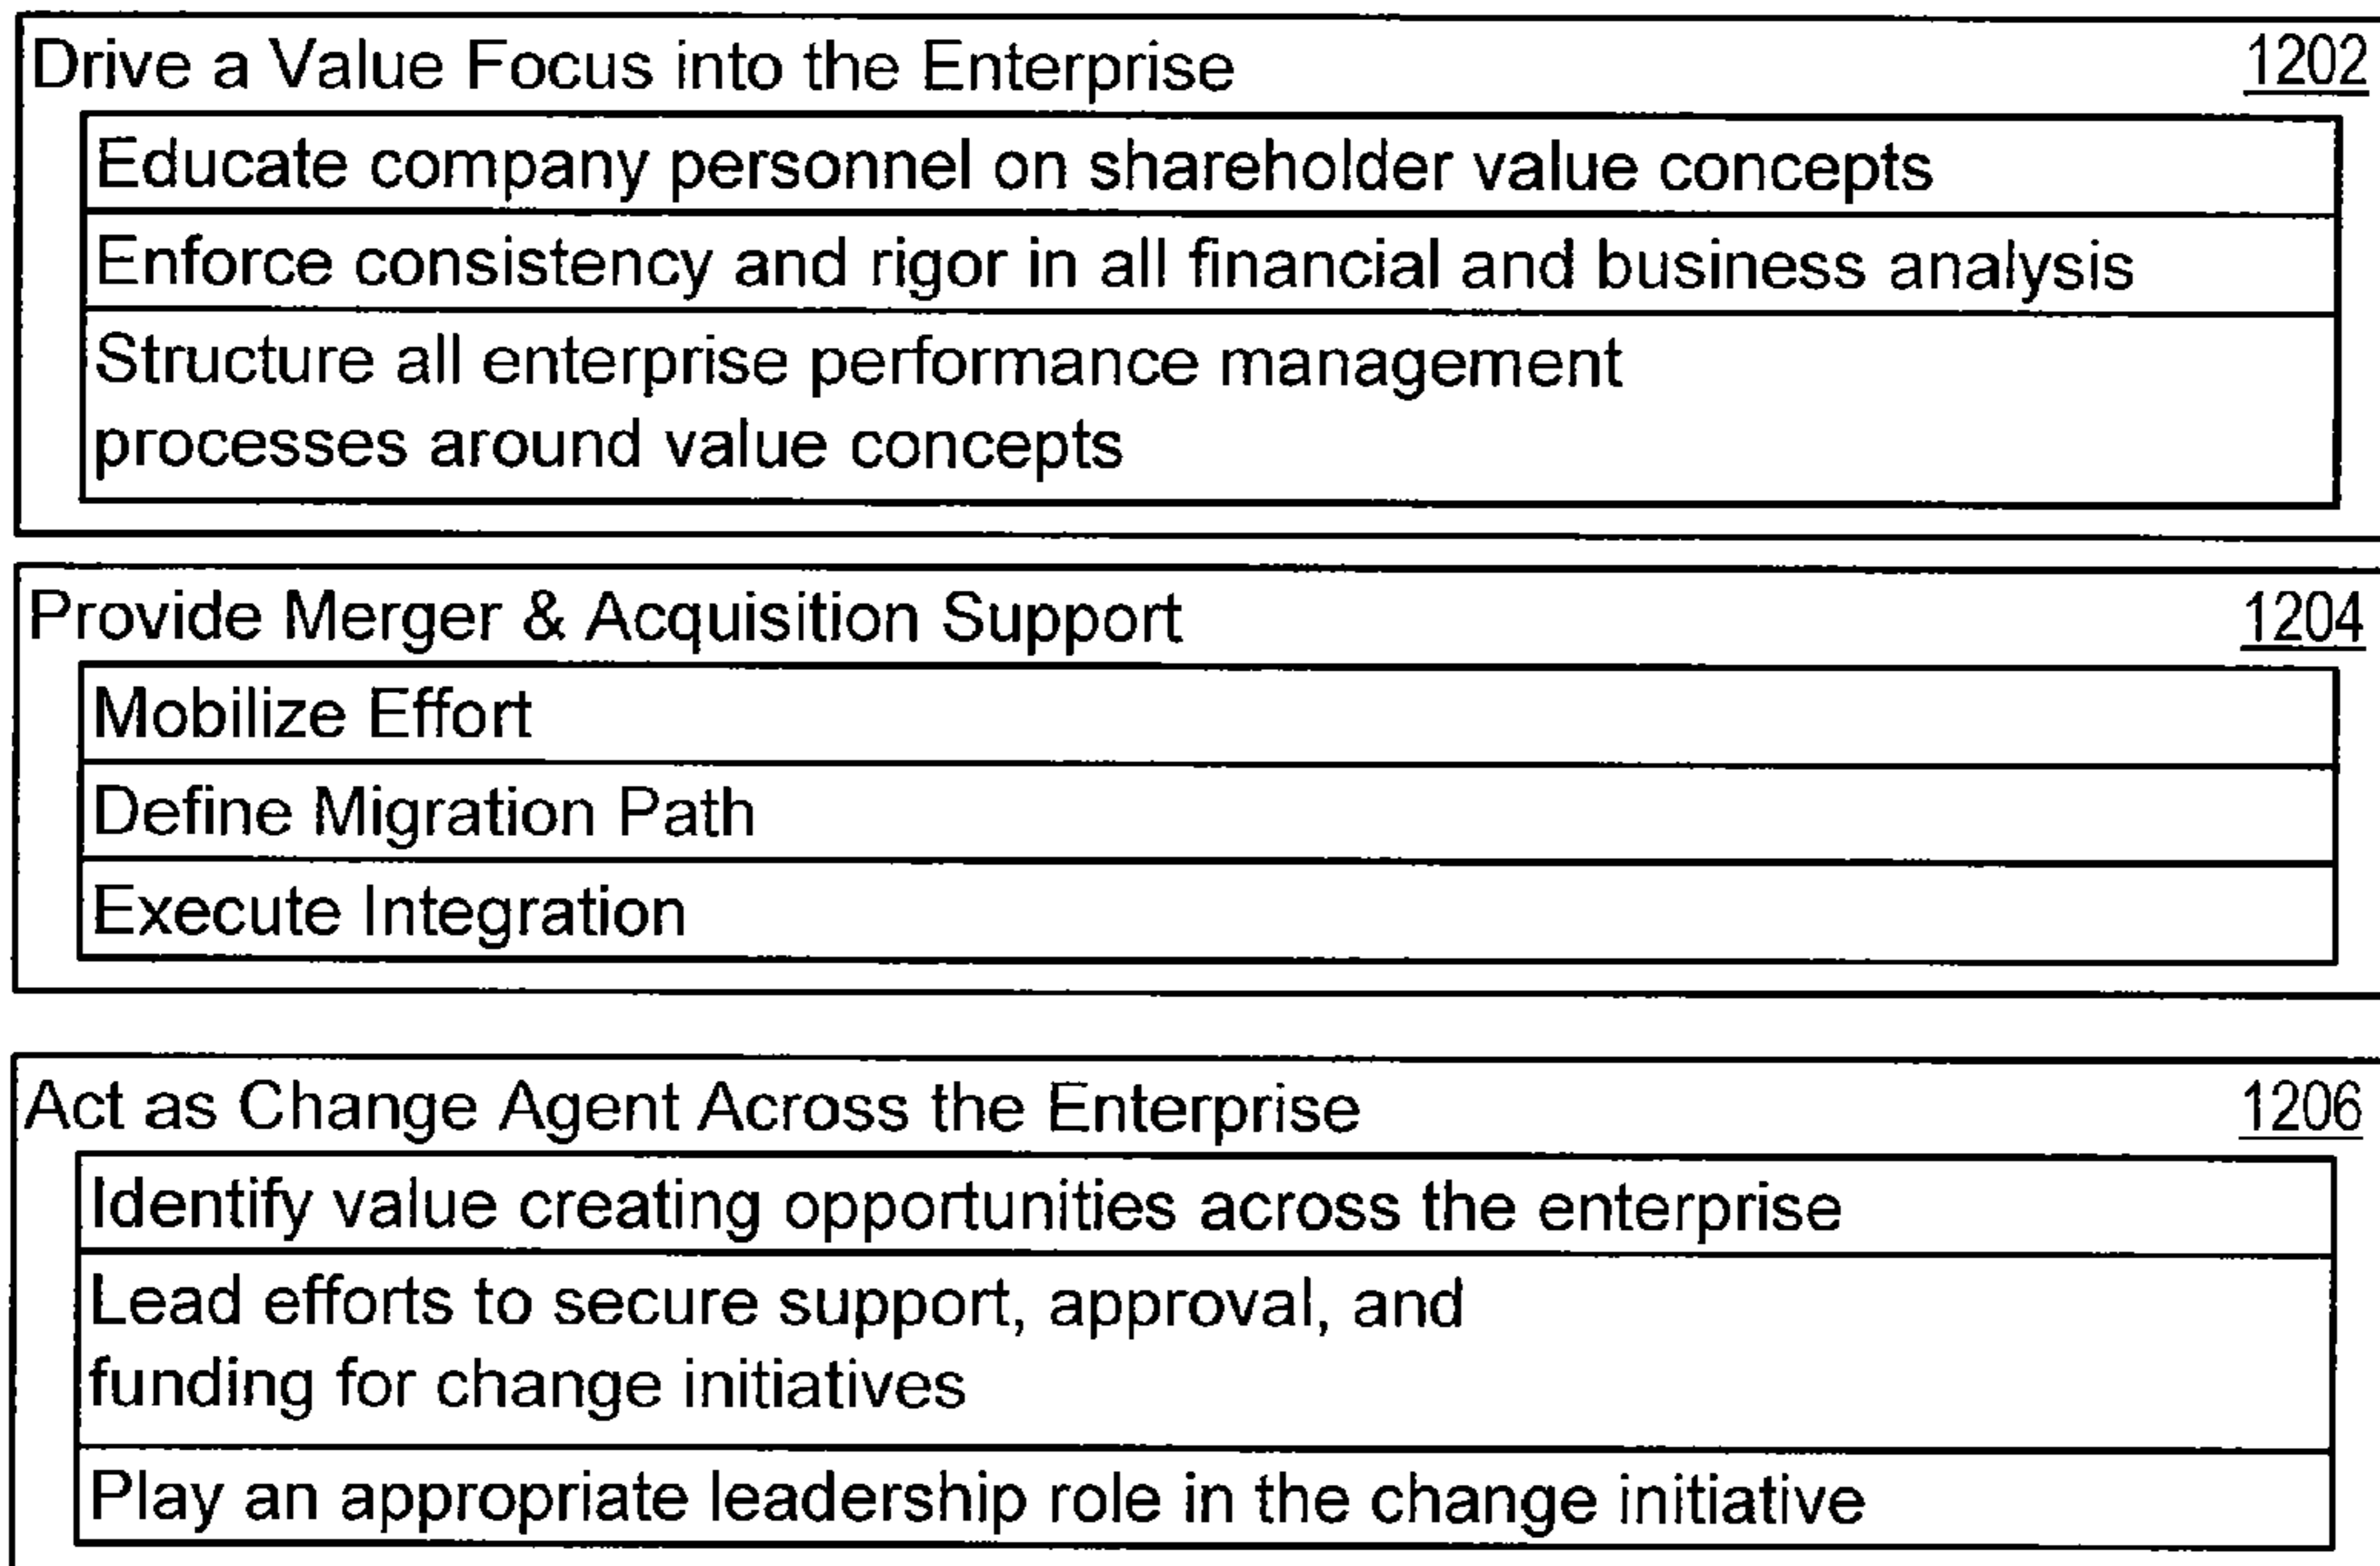 Drive a Value Focus into the Enterprise 1202
Educate company personnel on shareholder value concepts
Enforce consistency and rigor in all financial and business analysis
Structure all enterprise performance management
processes around value concepts
Provide Merger & Acquisition Support 1204
Mobilize Effort
Define Migration Path
Execute Integration
Act as Change Agent Across the Enterprise 1206
Identify value creating opportunities across the enterprise
Lead efforts to secure support, approval, and
funding for change initiatives
Play an appropriate leadership role in the change initiative